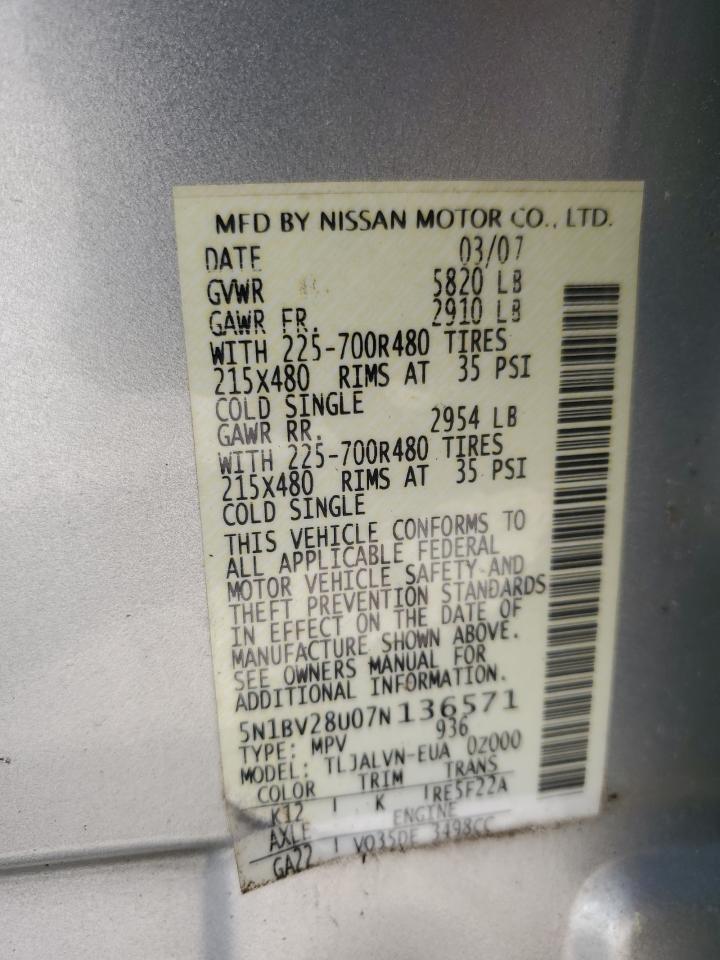 MFD BY NISSAN MOTOR CO., LTD.
DATE 03/07
GVWR 5820 LB
GAWR FR. 2910 LB
WITH 225-700R480 TIRES
215X480 RIMS AT 35 PSI
COLD SINGLE
GAWR RR. 2954 LB
WITH 225-700R480 TIRES
215X480 RIMS AT 35 PSI
COLD SINGLE
THIS VEHICLE CONFORMS TO
ALL APPLICABLE FEDERAL
MOTOR VEHICLE SAFETY AND
THEFT PREVENTION STANDARDS
IN EFFECT ON THE DATE OF
MANUFACTURE SHOWN ABOVE.
SEE OWNERS MANUAL FOR
ADDITIONAL INFORMATION.
5N1BV28U07N136571
TYPE: MPV 936
MODEL: TLJALVN-EUA 0Z000
COLOR TRIM TRANS
K12 K RE5F22A
AXLE ENGINE
GA22 VQ35DE 3498CC